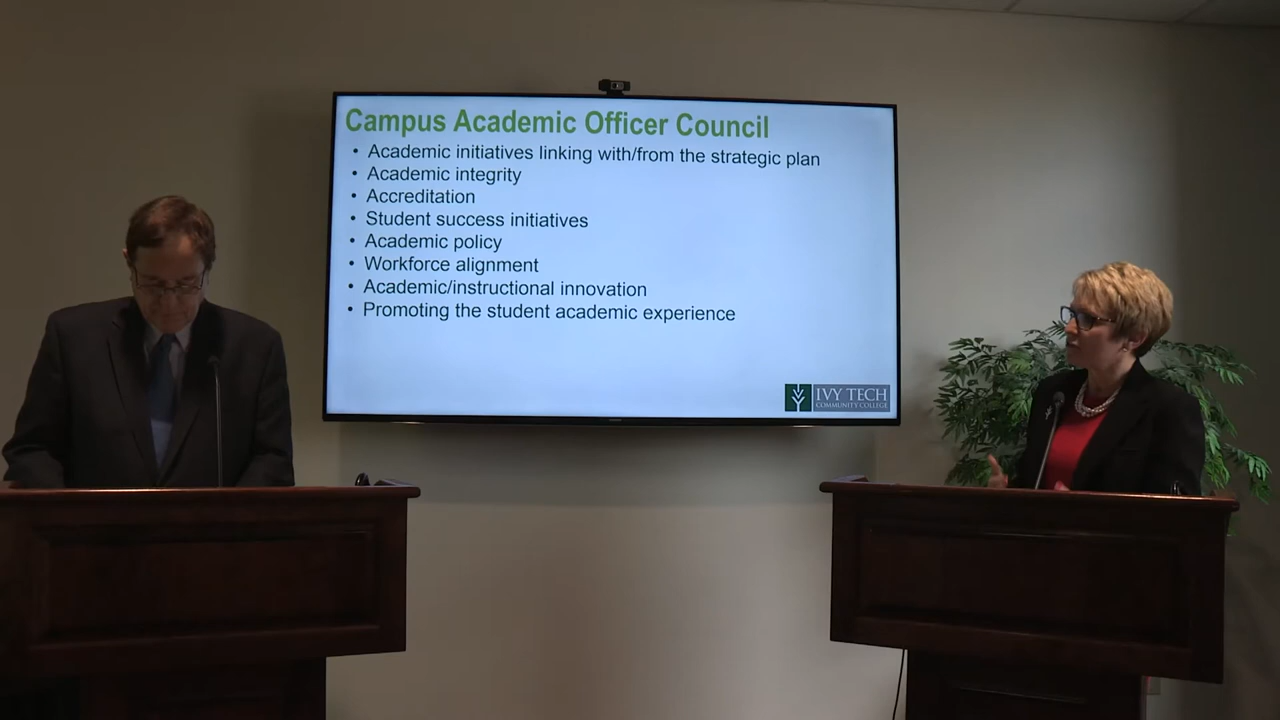 Campus Academic Officer Council
• Academic initiatives linking with/from the strategic plan
• Academic integrity
• Accreditation
• Student success initiatives
• Academic policy
• Workforce alignment
• Academic/instructional innovation
• Promoting the student academic experience
IVY TECH
COMMUNITY COLLEGE